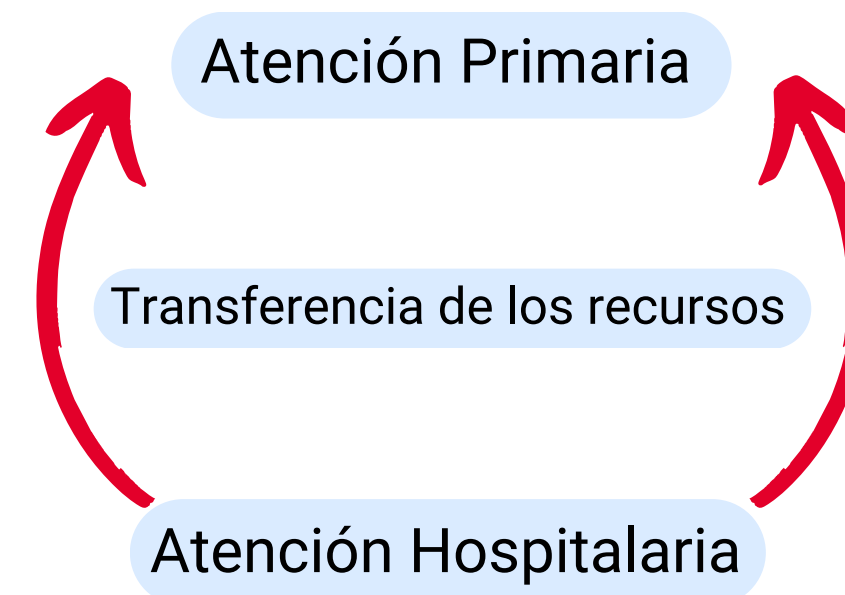 Atención Primaria
Transferencia de los recursos
Atención Hospitalaria